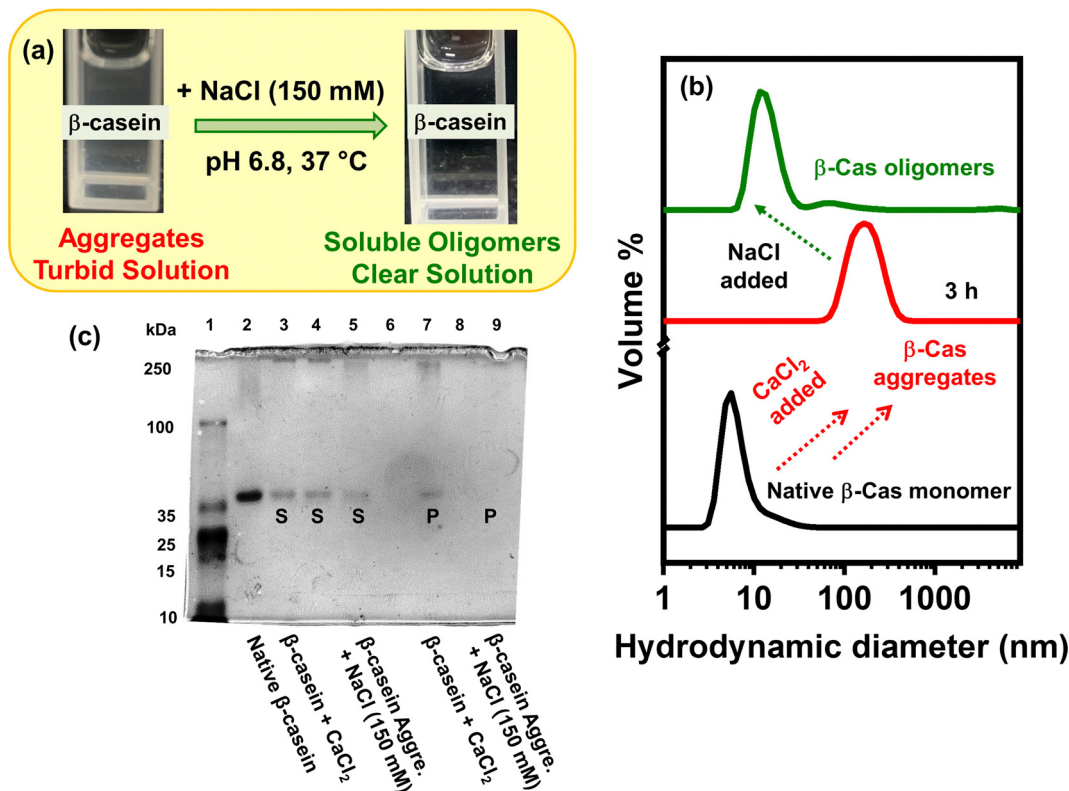 (a)
β-casein
+ NaCl (150 mM)
pH 6.8, 37 °C
β-casein
Aggregates
Turbid Solution
Soluble Oligomers
Clear Solution
(b)
β-Cas oligomers
NaCl
added
3 h
β-Cas
aggregates
CaCl₂
added
Native β-Cas monomer
Volume %
1 10 100 1000
Hydrodynamic diameter (nm)
(c)
kDa 1 2 3 4 5 6 7 8 9
250
100
35
25
15
10
S S S P P
Native β-casein
β-casein + CaCl₂
β-casein Aggre.
+ NaCl (150 mM)
β-casein + CaCl₂
β-casein Aggre.
+ NaCl (150 mM)